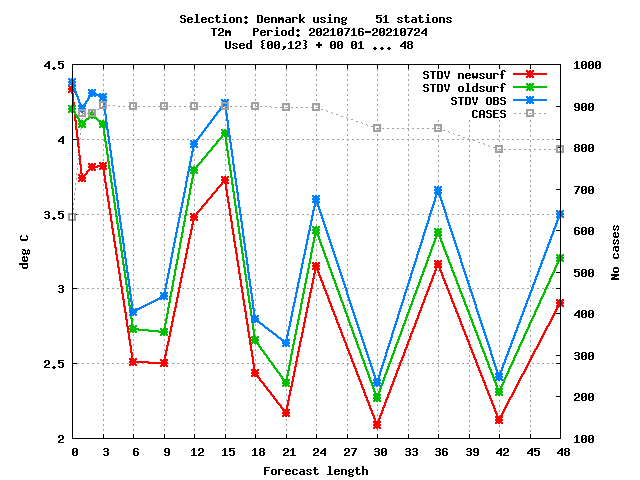 Selection: Denmark using    51 stations
T2m   Period: 20210716-20210724
Used {00,12} + 00 01 ... 48
STDV newsurf
STDV oldsurf
STDV OBS
CASES
4.5
4
3.5
3
2.5
2
deg C
1000
900
800
700
600
500
400
300
200
100
No cases
0 3 6 9 12 15 18 21 24 27 30 33 36 39 42 45 48
Forecast length